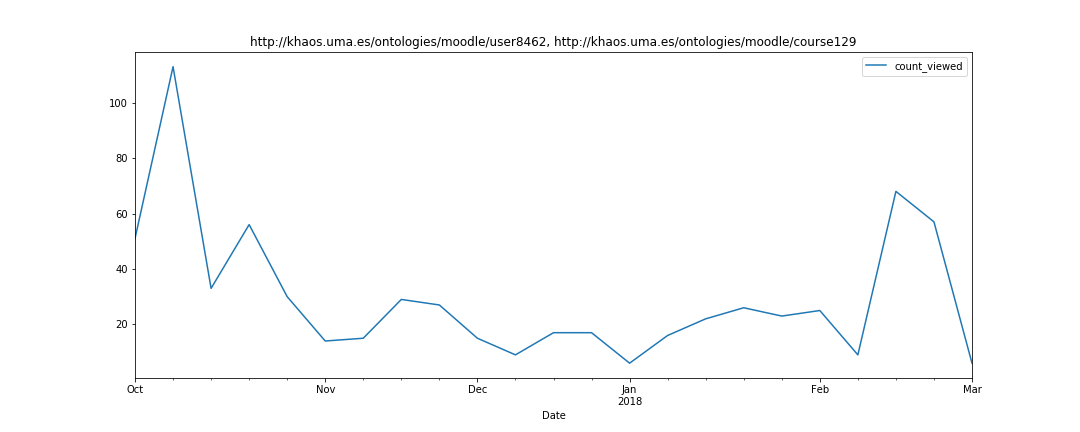 http://khaos.uma.es/ontologies/moodle/user8462, http://khaos.uma.es/ontologies/moodle/course129
count_viewed
100
80
60
40
20
Oct Nov Dec Jan Feb Mar
2018
Date